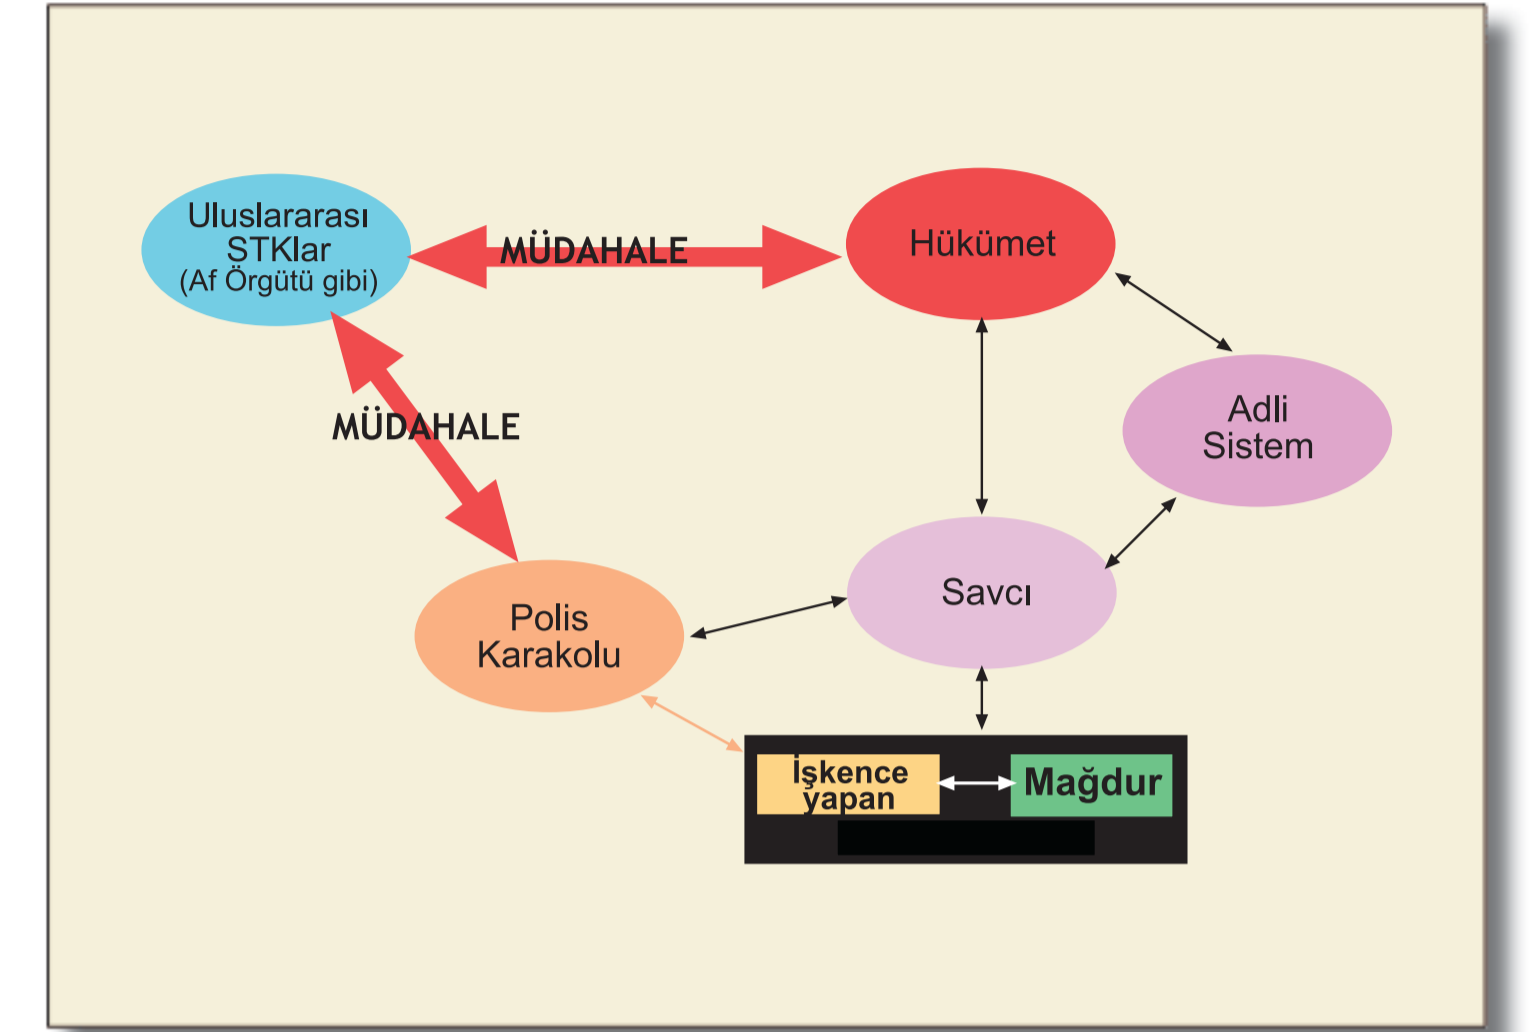 Uluslararası
STKlar
(Af Örgütü gibi)
MÜDAHALE
Hükümet
Adli
Sistem
MÜDAHALE
Savcı
Polis
Karakolu
İşkence
yapan
Mağdur